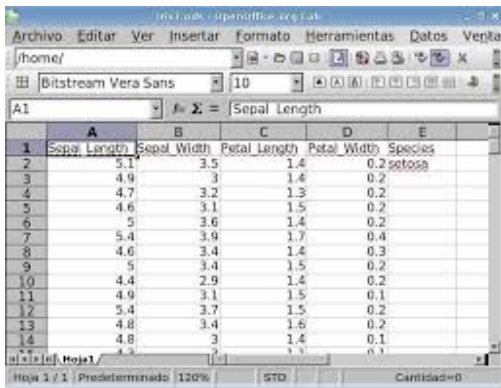 iris1.ods - OpenOffice.org Calc
Archivo Editar Ver Insertar Formato Herramientas Datos Venta
/home/
Bitstream Vera Sans 10
A1 Σ = Sepal Length
A B C D E
1 Sepal Length Sepal Width Petal Length Petal Width Species
2 5.1 3.5 1.4 0.2 setosa
3 4.9 3 1.4 0.2
4 4.7 3.2 1.3 0.2
5 4.6 3.1 1.5 0.2
6 5 3.6 1.4 0.2
7 5.4 3.9 1.7 0.4
8 4.6 3.4 1.4 0.3
9 5 3.4 1.5 0.2
10 4.4 2.9 1.4 0.2
11 4.9 3.1 1.5 0.1
12 5.4 3.7 1.5 0.2
13 4.8 3.4 1.6 0.2
14 4.8 3 1.4 0.1
Hoja1
Hoja 1 / 1 Predeterminado 120% STD Cantidad=0